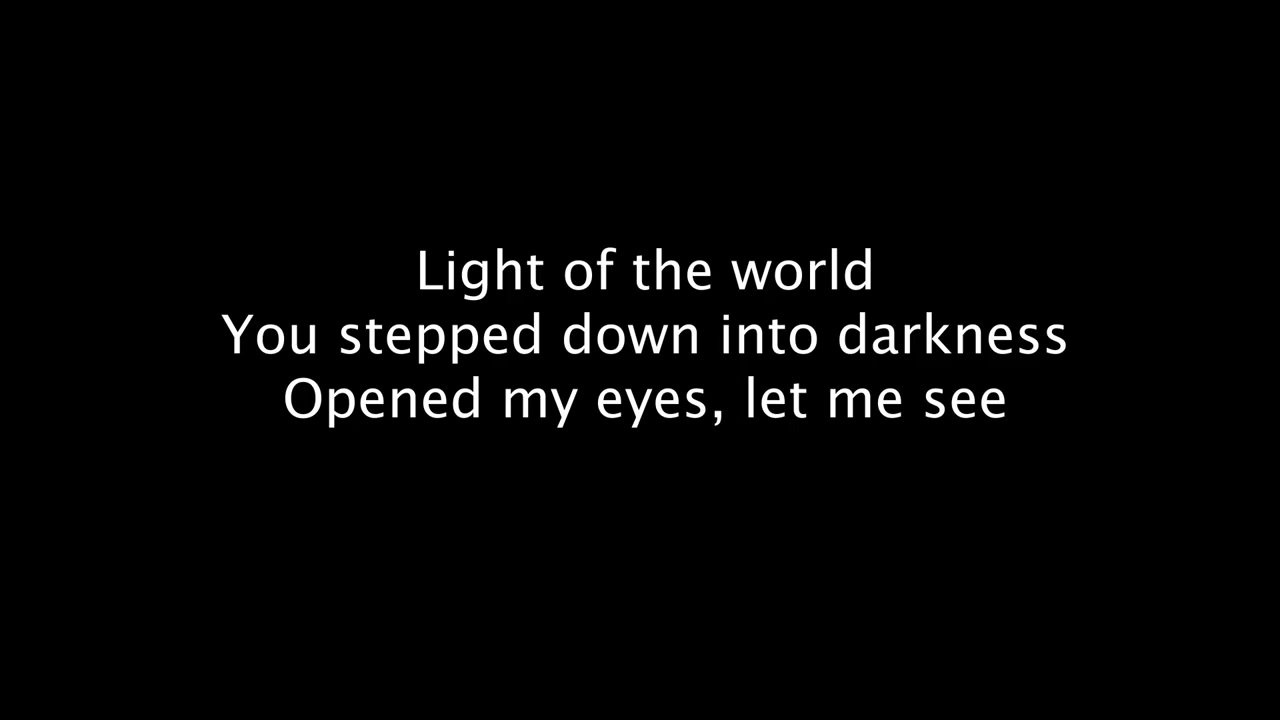 Light of the world
You stepped down into darkness
Opened my eyes, let me see